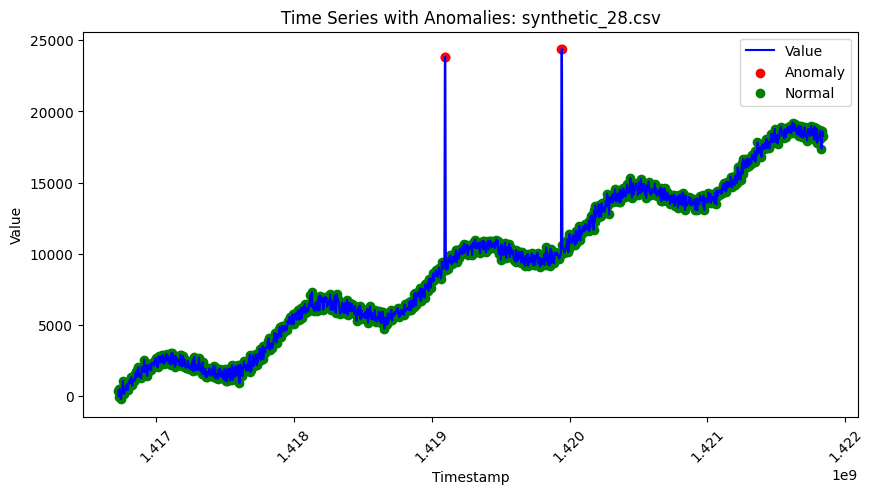 Time Series with Anomalies: synthetic_28.csv
25000
20000
15000
10000
5000
0
Value
Value
Anomaly
Normal
1.417
1.418
1.419
1.420
1.421
1.422
1e9
Timestamp